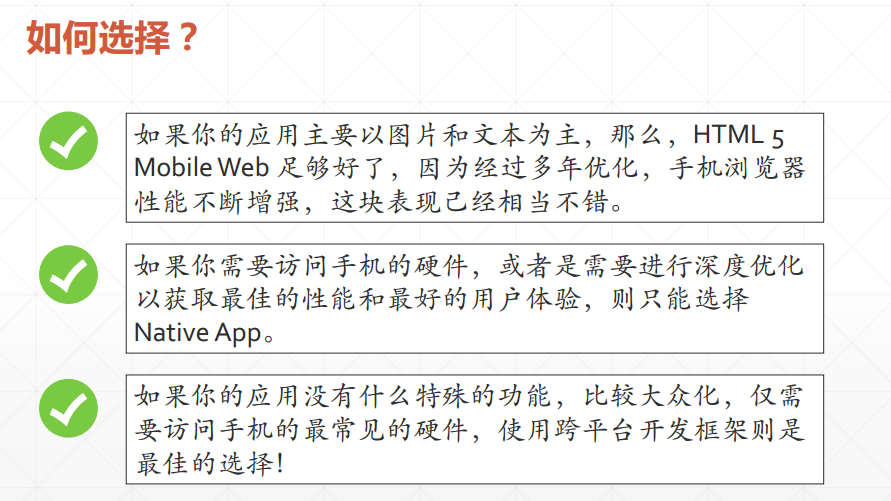 如何选择？
如果你的应用主要以图片和文本为主，那么，HTML 5
Mobile Web 足够好了，因为经过多年优化，手机浏览器
性能不断增强，这块表现已经相当不错。
如果你需要访问手机的硬件，或者是需要进行深度优化
以获取最佳的性能和最好的用户体验，则只能选择
Native App。
如果你的应用没有什么特殊的功能，比较大众化，仅需
要访问手机的最常见的硬件，使用跨平台开发框架则是
最佳的选择!